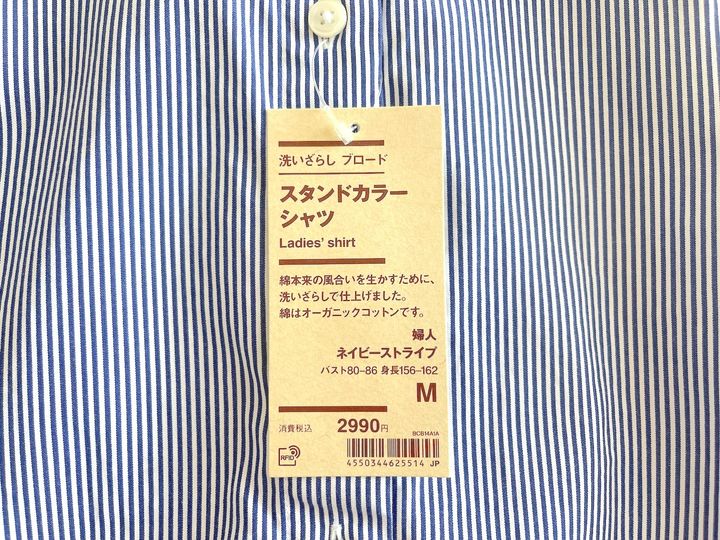 洗いざらし ブロード
スタンドカラー
シャツ
Ladies' shirt
綿本来の風合いを生かすために、
洗いざらしで仕上げました。
綿はオーガニックコットンです。
婦人
ネイビーストライプ
バスト80–86 身長156–162
M
消費税込 2990円
BCBMA1A
RFID
4550344625514 JP